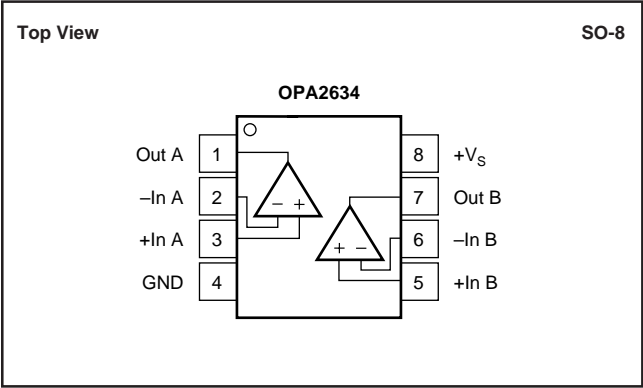 Top View SO-8
OPA2634
Out A 1 8 +VS
–In A 2 7 Out B
+In A 3 6 –In B
GND 4 5 +In B
– +
+ –